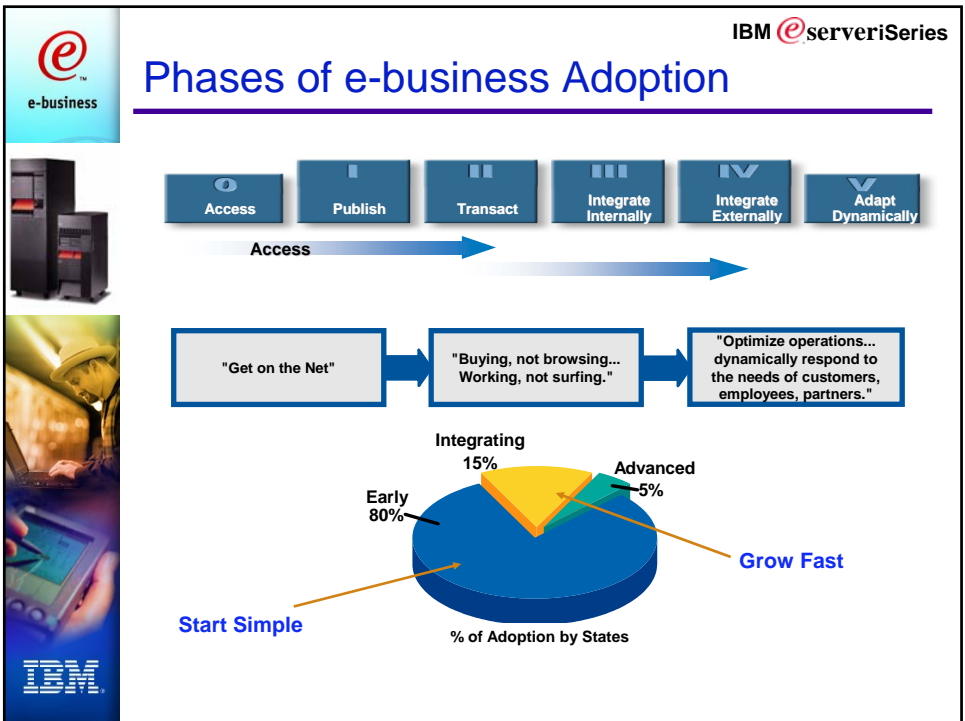 IBM eserver iSeries
e
TM
e-business
Phases of e-business Adoption
0
Access
I
Publish
II
Transact
III
Integrate
Internally
IV
Integrate
Externally
V
Adapt
Dynamically
Access
"Get on the Net"
"Buying, not browsing...
Working, not surfing."
"Optimize operations...
dynamically respond to
the needs of customers,
employees, partners."
Integrating
15%
Advanced
5%
Early
80%
Grow Fast
Start Simple
% of Adoption by States
IBM